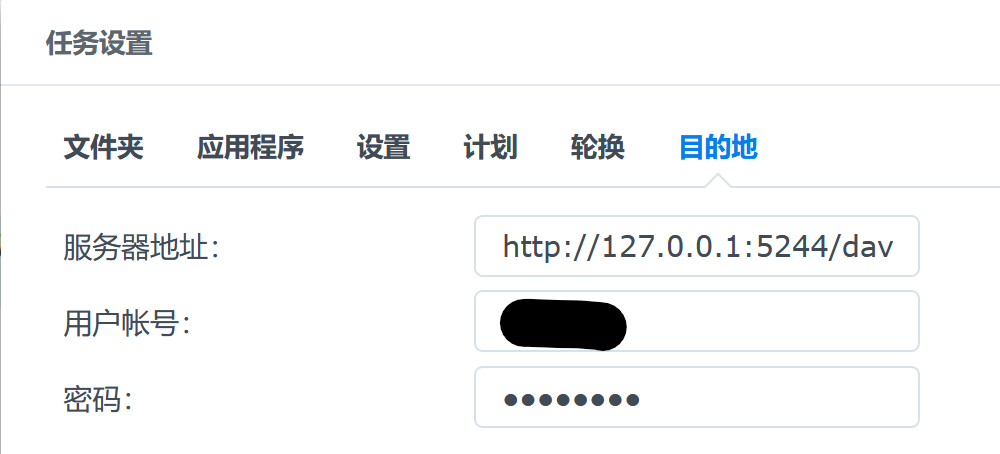 任务设置
文件夹 应用程序 设置 计划 轮换 目的地
服务器地址: http://127.0.0.1:5244/dav
用户帐号:
密码: ●●●●●●●●